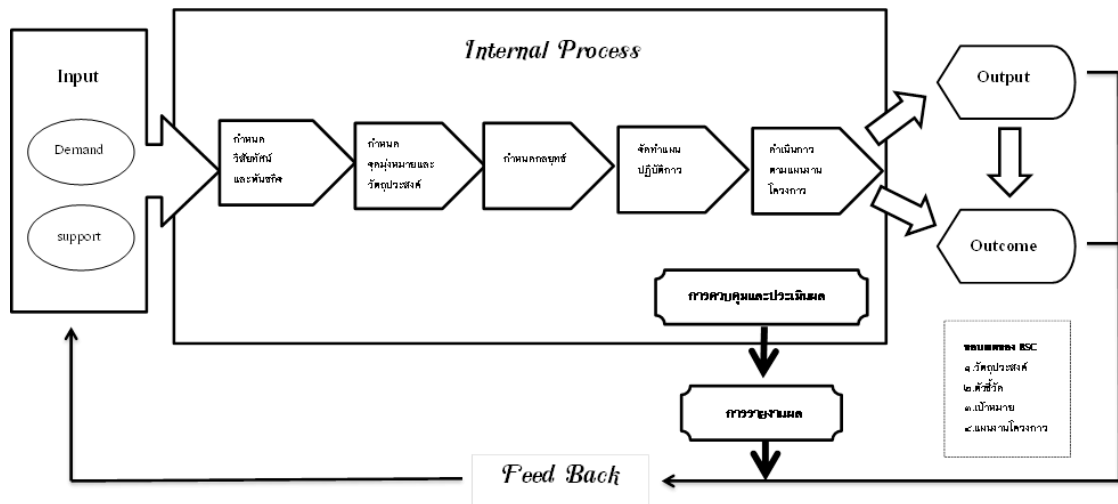 Internal Process
Input
Demand
support
กำหนด
วิสัยทัศน์
และพันธกิจ
กำหนด
จุดมุ่งหมายและ
วัตถุประสงค์
กำหนดกลยุทธ์
จัดทำแผน
ปฏิบัติการ
ดำเนินการ
ตามแผนงาน
โครงการ
Output
Outcome
การควบคุมและประเมินผล
การรายงานผล
ขอบเขตของ BSC
๑.วัตถุประสงค์
๒.ตัวชี้วัด
๓.เป้าหมาย
๔.แผนงานโครงการ
Feed Back